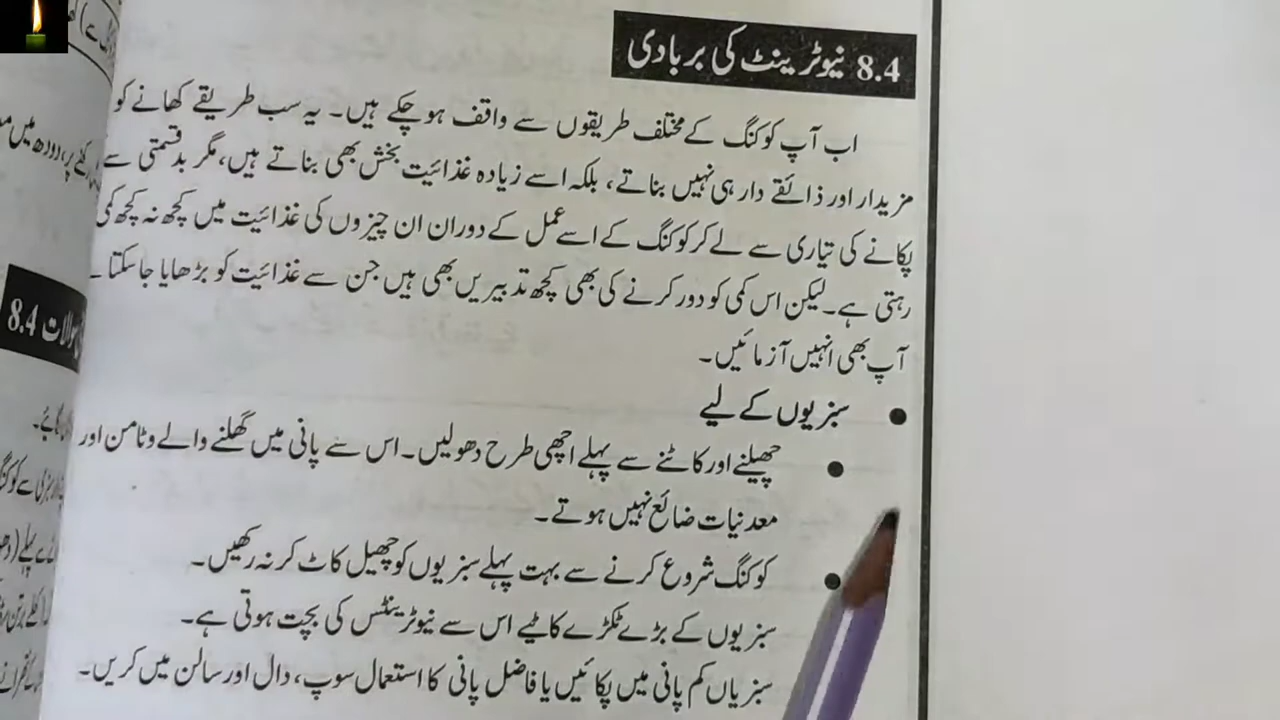 8.4 نیوٹرینٹ کی بربادی
اب آپ کوکنگ کے مختلف طریقوں سے واقف ہو چکے ہیں۔ یہ سب طریقے کھانے کو
مزیدار اور ذائقے دار ہی نہیں بناتے، بلکہ اسے زیادہ غذائیت بخش بھی بناتے ہیں، مگر بدقسمتی سے
پکانے کی تیاری سے لے کر کوکنگ کے اسے عمل کے دوران ان چیزوں کی غذائیت میں کچھ نہ کچھ کمی
رہتی ہے۔ لیکن اس کمی کو دور کرنے کی بھی کچھ تدبیریں بھی ہیں جن سے غذائیت کو بڑھایا جاسکتا
آپ بھی انہیں آزمائیں۔
● سبزیوں کے لیے
● چھیلنے اور کاٹنے سے پہلے اچھی طرح دھولیں۔ اس سے پانی میں گھلنے والے وٹامن اور
معدنیات ضائع نہیں ہوتے۔
● کوکنگ شروع کرنے سے بہت پہلے سبزیوں کو چھیل کاٹ کر نہ رکھیں۔
سبزیوں کے بڑے ٹکڑے کاٹیے اس سے نیوٹرینٹس کی بچت ہوتی ہے۔
سبزیاں کم پانی میں پکائیں یا فاضل پانی کا استعمال سوپ، دال اور سالن میں کریں۔
8.4